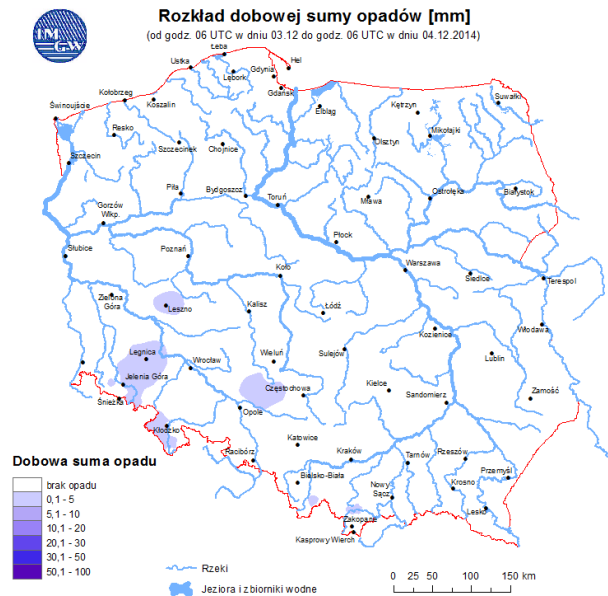 IM
GW
Rozkład dobowej sumy opadów [mm]
(od godz. 06 UTC w dniu 03.12 do godz. 06 UTC w dniu 04.12.2014)
Łeba
Ustka
Hel
Lębork
Gdynia
Kołobrzeg
Koszalin
Gdańsk
Suwałki
Świnoujście
Elbląg
Kętrzyn
Resko
Mikołajki
Szczecinek
Chojnice
Olsztyn
Szczecin
Piła
Bydgoszcz
Toruń
Mława
Ostrołęka
Białystok
Gorzów
Wlkp.
Płock
Słubice
Poznań
Koło
Warszawa
Siedlce
Terespol
Zielona
Góra
Leszno
Kalisz
Łódź
Kozienice
Włodawa
Legnica
Wrocław
Wieluń
Sulejów
Lublin
Jelenia Góra
Częstochowa
Kielce
Sandomierz
Zamość
Śnieżka
Opole
Kłodzko
Katowice
Racibórz
Kraków
Tarnów
Rzeszów
Bielsko-Biała
Przemyśl
Nowy
Sącz
Krosno
Lesko
Zakopane
Kasprowy Wierch
Dobowa suma opadu
brak opadu
0,1 - 5
5,1 - 10
10,1 - 20
20,1 - 30
30,1 - 50
50,1 - 100
Rzeki
Jeziora i zbiorniki wodne
0 25 50 100 150 km